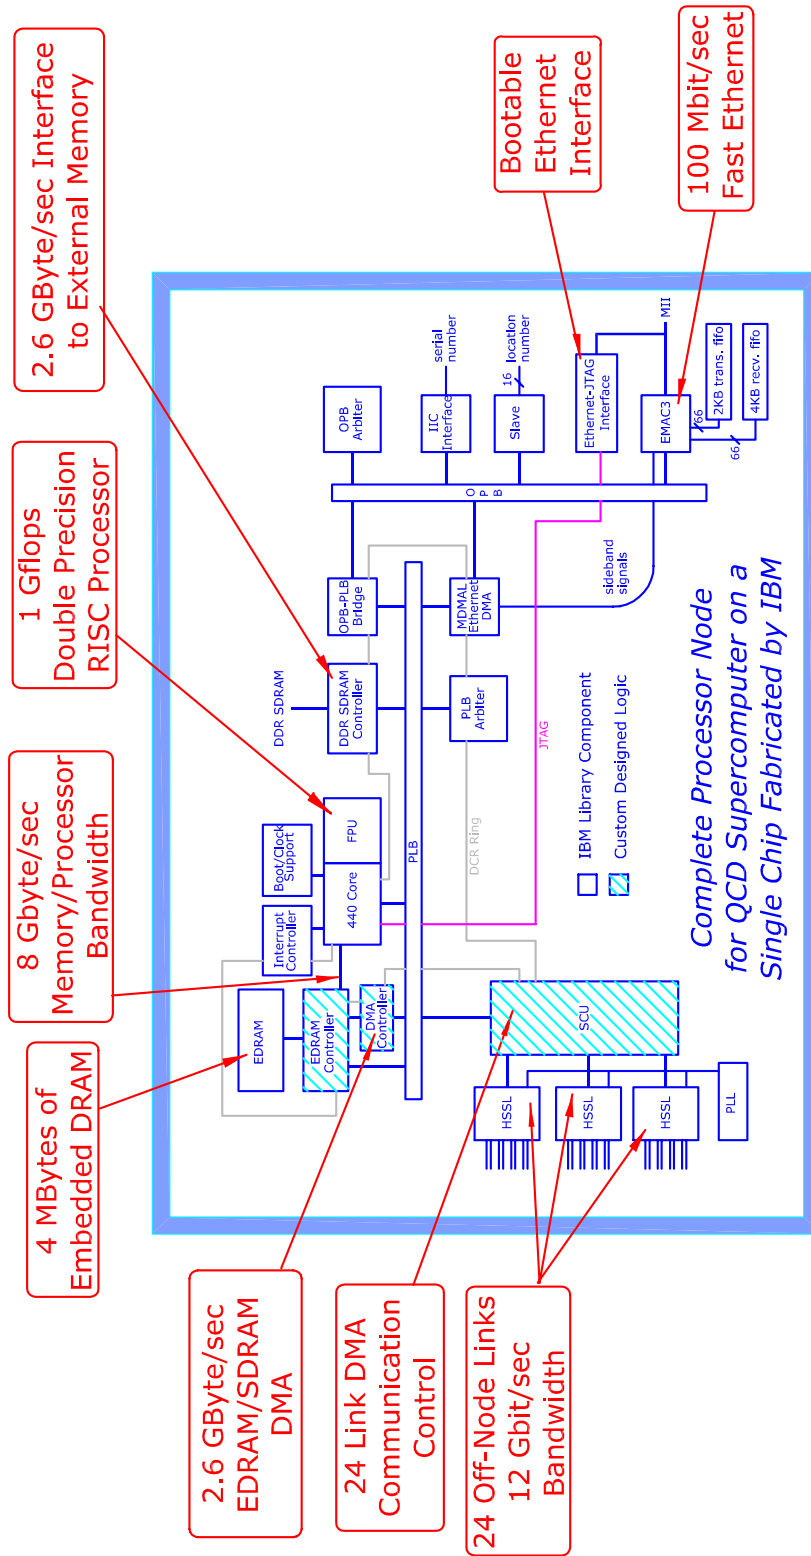 4 MBytes of
Embedded DRAM
8 Gbyte/sec
Memory/Processor
Bandwidth
1 Gflops
Double Precision
RISC Processor
2.6 GByte/sec Interface
to External Memory
2.6 GByte/sec
EDRAM/SDRAM
DMA
24 Link DMA
Communication
Control
24 Off-Node Links
12 Gbit/sec
Bandwidth
Bootable
Ethernet
Interface
100 Mbit/sec
Fast Ethernet
EDRAM
Interrupt
Controller
Boot/Clock
Support
EDRAM
Controller
440 Core
FPU
DMA
Controller
DDR SDRAM
DDR SDRAM
Controller
OPB-PLB
Bridge
OPB
Arbiter
PLB
PLB
Arbiter
MDMAL
Ethernet
DMA
OPB
IIC
Interface
serial
number
Slave
16
location
number
Ethernet-JTAG
Interface
EMAC3
MII
66
2KB trans. fifo
66
4KB recv. fifo
sideband
signals
DCR Ring
JTAG
SCU
HSSL
HSSL
HSSL
PLL
IBM Library Component
Custom Designed Logic
Complete Processor Node
for QCD Supercomputer on a
Single Chip Fabricated by IBM